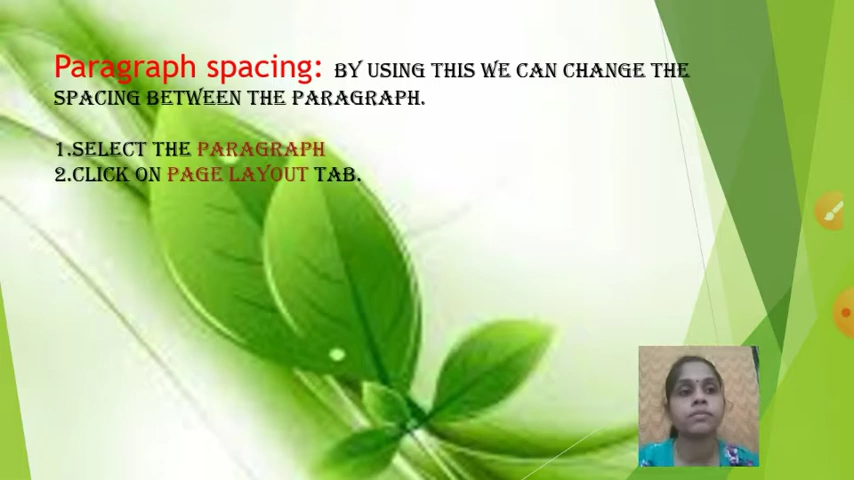 Paragraph spacing: BY USING THIS WE CAN CHANGE THE
SPACING BETWEEN THE PARAGRAPH.
1.SELECT THE PARAGRAPH
2.CLICK ON PAGE LAYOUT TAB.